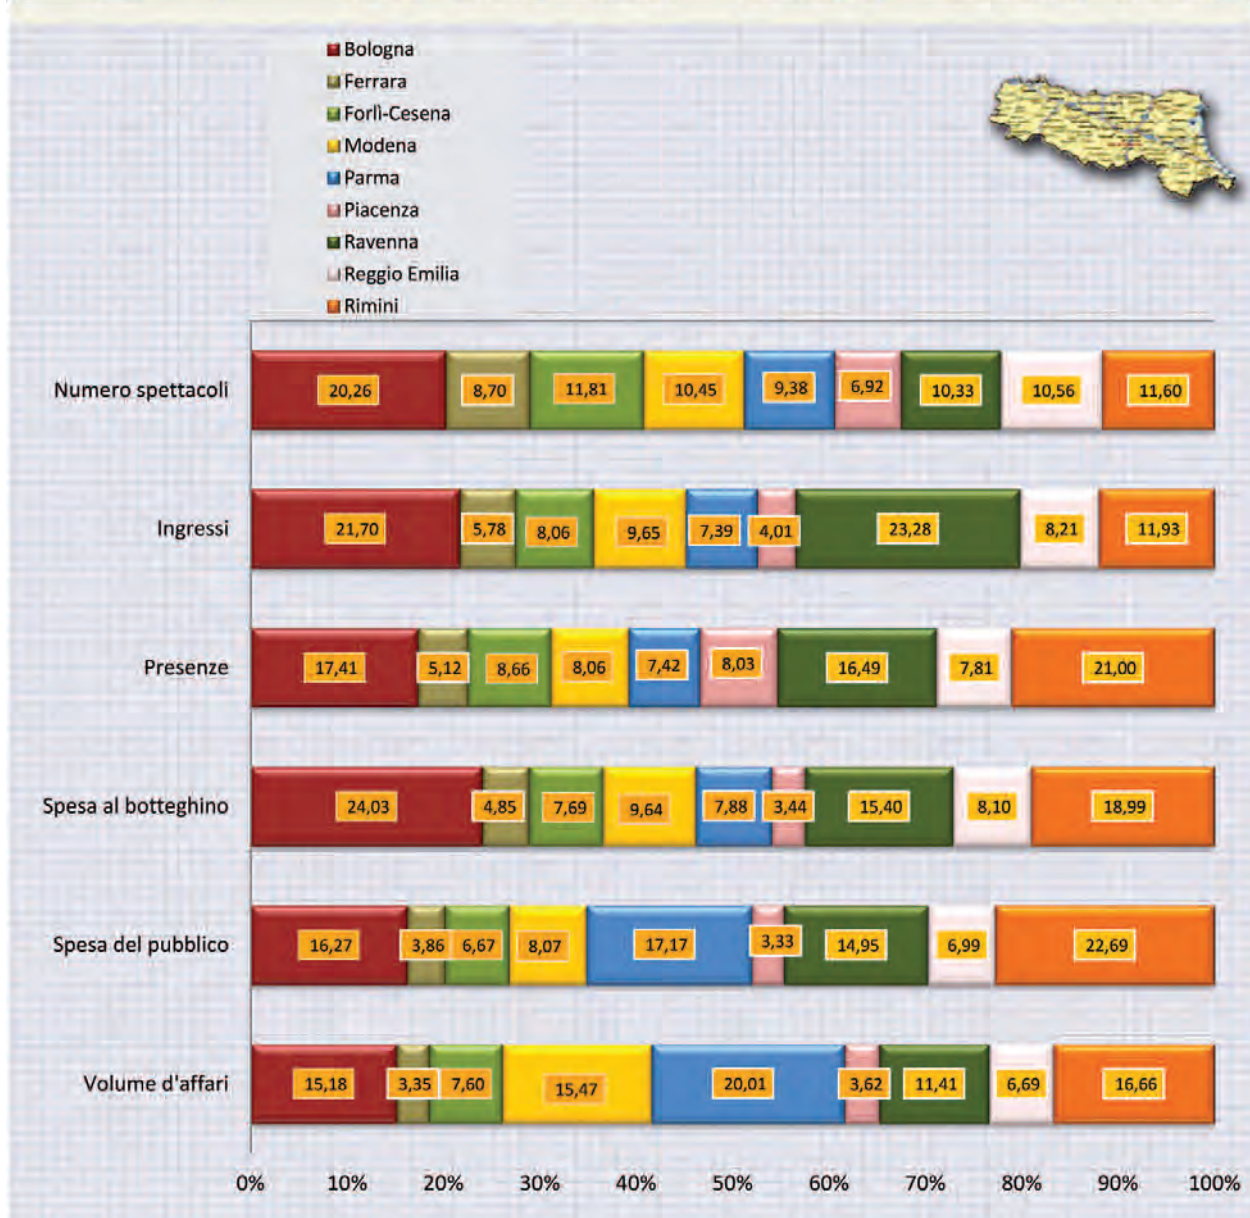 Bologna
Ferrara
Forlì-Cesena
Modena
Parma
Piacenza
Ravenna
Reggio Emilia
Rimini
Numero spettacoli 20,26 8,70 11,81 10,45 9,38 6,92 10,33 10,56 11,60
Ingressi 21,70 5,78 8,06 9,65 7,39 4,01 23,28 8,21 11,93
Presenze 17,41 5,12 8,66 8,06 7,42 8,03 16,49 7,81 21,00
Spesa al botteghino 24,03 4,85 7,69 9,64 7,88 3,44 15,40 8,10 18,99
Spesa del pubblico 16,27 3,86 6,67 8,07 17,17 3,33 14,95 6,99 22,69
Volume d'affari 15,18 3,35 7,60 15,47 20,01 3,62 11,41 6,69 16,66
0% 10% 20% 30% 40% 50% 60% 70% 80% 90% 100%